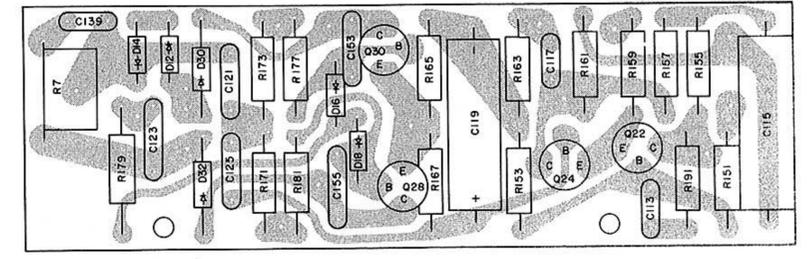 C139
R7
D14
D12
D30
C121
R173
R177
C153
C
Q30
B
E
D16
R165
C119
+
R163
C117
R161
R159
R157
R155
C115
R179
C123
D32
C125
R171
R181
C155
D18
E
B
Q28
C
R167
R153
B
C
E
Q24
Q22
E
C
B
C113
R191
R151